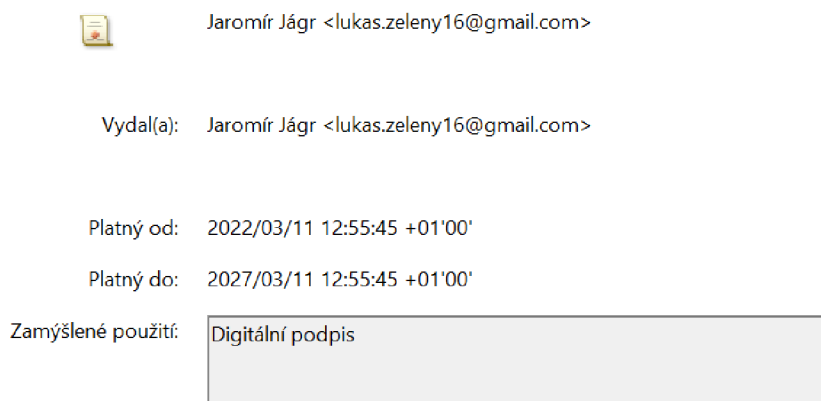 Jaromír Jágr <lukas.zeleny16@gmail.com>
Vydal(a): Jaromír Jágr <lukas.zeleny16@gmail.com>
Platný od: 2022/03/11 12:55:45 +01'00'
Platný do: 2027/03/11 12:55:45 +01'00'
Zamýšlené použití: Digitální podpis